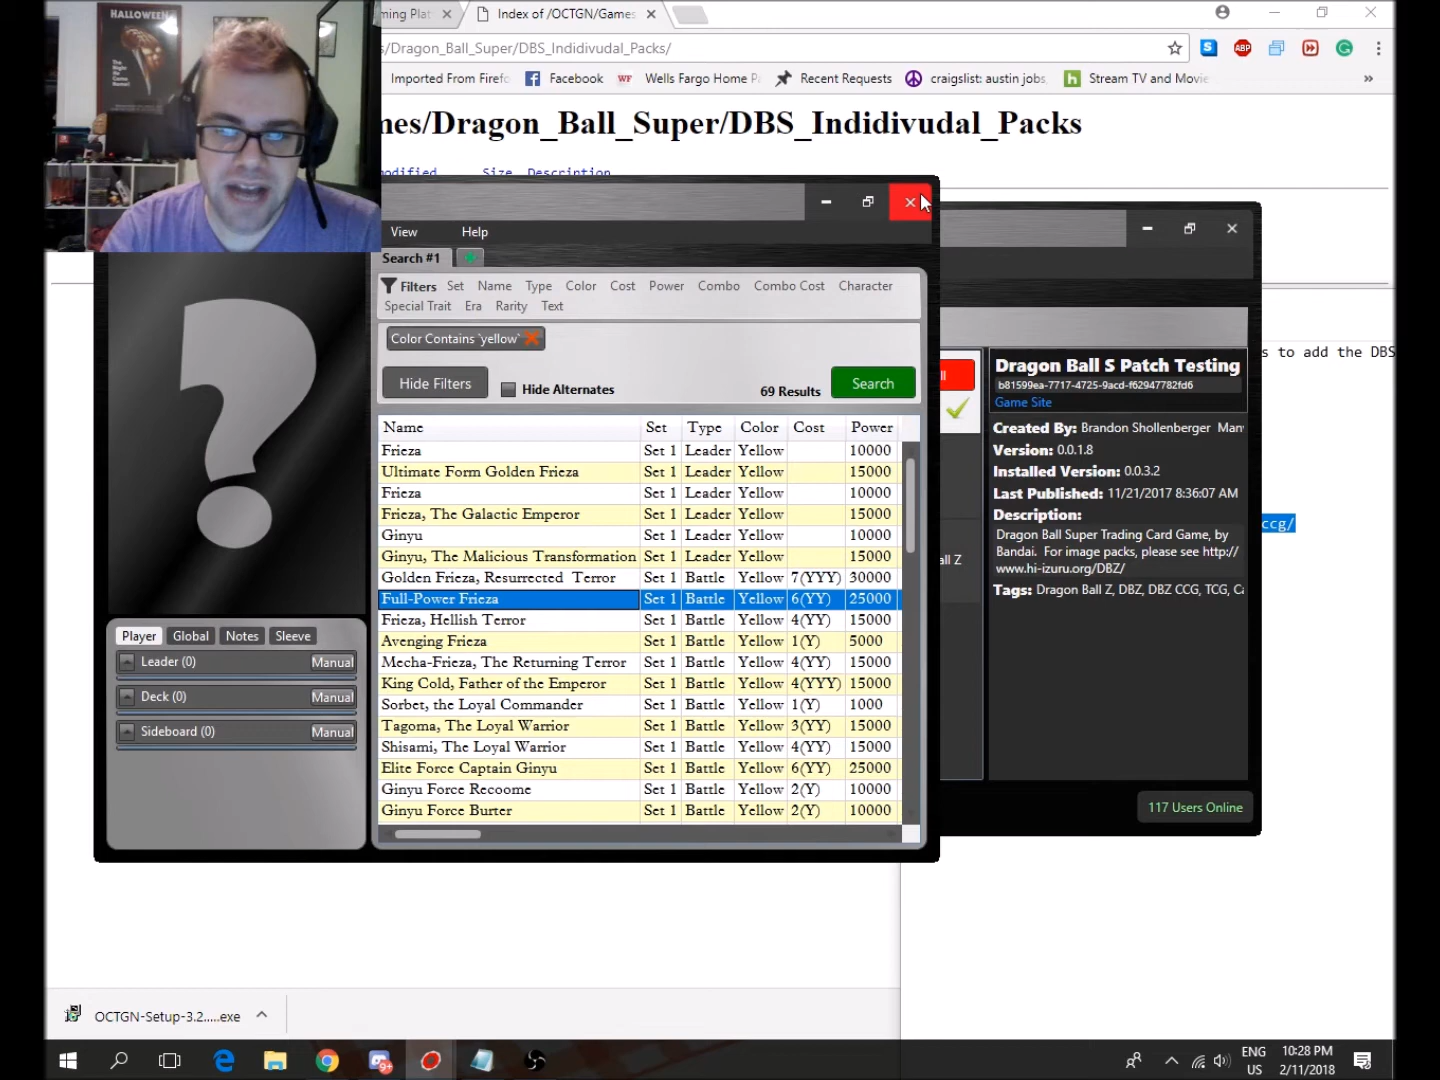 HALLOWEEN
The
Night
He
Came
Home!
ming Plat
Index of /OCTGN/Games
s/Dragon_Ball_Super/DBS_Indidivudal_Packs/
ABP
Imported From Firefo
Facebook
WF Wells Fargo Home P
Recent Requests
craigslist: austin jobs,
h Stream TV and Movie
»
mes/Dragon_Ball_Super/DBS_Indidivudal_Packs
modified Size Description
View Help
Search #1
Filters Set Name Type Color Cost Power Combo Combo Cost Character
Special Trait Era Rarity Text
Color Contains `yellow`
Hide Filters
Hide Alternates
69 Results
Search
Name Set Type Color Cost Power
Frieza Set 1 Leader Yellow 10000
Ultimate Form Golden Frieza Set 1 Leader Yellow 15000
Frieza Set 1 Leader Yellow 10000
Frieza, The Galactic Emperor Set 1 Leader Yellow 15000
Ginyu Set 1 Leader Yellow 10000
Ginyu, The Malicious Transformation Set 1 Leader Yellow 15000
Golden Frieza, Resurrected Terror Set 1 Battle Yellow 7(YYY) 30000
Full-Power Frieza Set 1 Battle Yellow 6(YY) 25000
Frieza, Hellish Terror Set 1 Battle Yellow 4(YY) 15000
Avenging Frieza Set 1 Battle Yellow 1(Y) 5000
Mecha-Frieza, The Returning Terror Set 1 Battle Yellow 4(YY) 15000
King Cold, Father of the Emperor Set 1 Battle Yellow 4(YYY) 15000
Sorbet, the Loyal Commander Set 1 Battle Yellow 1(Y) 1000
Tagoma, The Loyal Warrior Set 1 Battle Yellow 3(YY) 15000
Shisami, The Loyal Warrior Set 1 Battle Yellow 4(YY) 15000
Elite Force Captain Ginyu Set 1 Battle Yellow 6(YY) 25000
Ginyu Force Recoome Set 1 Battle Yellow 2(Y) 10000
Ginyu Force Burter Set 1 Battle Yellow 2(Y) 10000
?
Player Global Notes Sleeve
Leader (0) Manual
Deck (0) Manual
Sideboard (0) Manual
s to add the DBS
ccg/
ll
all Z
Dragon Ball S Patch Testing
b81599ea-7717-4725-9acd-f62947782fd6
Game Site
Created By: Brandon Shollenberger Man
Version: 0.0.1.8
Installed Version: 0.0.3.2
Last Published: 11/21/2017 8:36:07 AM
Description:
Dragon Ball Super Trading Card Game, by
Bandai. For image packs, please see http://
www.hi-izuru.org/DBZ/
Tags: Dragon Ball Z, DBZ, DBZ CCG, TCG, Ca
117 Users Online
OCTGN-Setup-3.2.....exe
9+
ENG
US
10:28 PM
2/11/2018